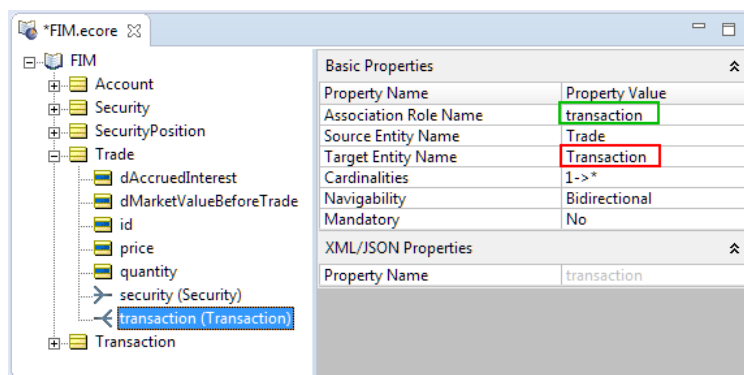 *FIM.ecore
FIM
Account
Security
SecurityPosition
Trade
dAccruedInterest
dMarketValueBeforeTrade
id
price
quantity
security (Security)
transaction (Transaction)
Transaction
Basic Properties
Property Name Property Value
Association Role Name transaction
Source Entity Name Trade
Target Entity Name Transaction
Cardinalities 1->*
Navigability Bidirectional
Mandatory No
XML/JSON Properties
Property Name transaction